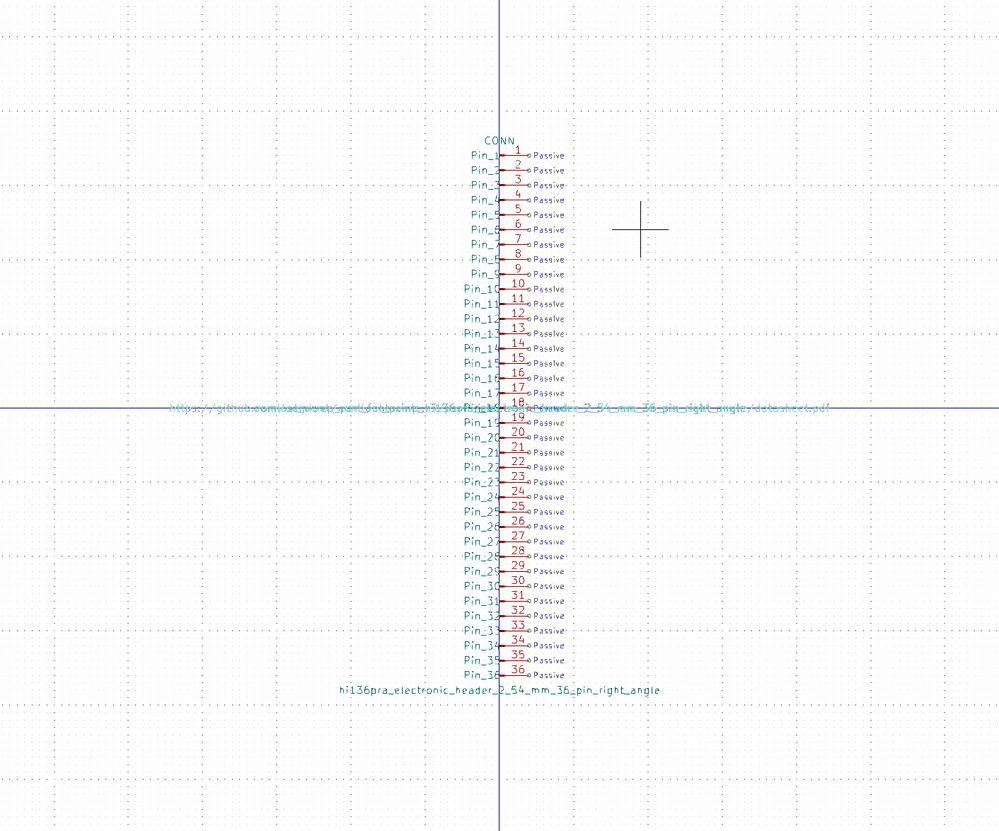 CONN
Pin_1 1 Passive
Pin_2 2 Passive
Pin_3 3 Passive
Pin_4 4 Passive
Pin_5 5 Passive
Pin_6 6 Passive
Pin_7 7 Passive
Pin_8 8 Passive
Pin_9 9 Passive
Pin_10 10 Passive
Pin_11 11 Passive
Pin_12 12 Passive
Pin_13 13 Passive
Pin_14 14 Passive
Pin_15 15 Passive
Pin_16 16 Passive
Pin_17 17 Passive
18
Pin_19 19 Passive
Pin_20 20 Passive
Pin_21 21 Passive
Pin_22 22 Passive
Pin_23 23 Passive
Pin_24 24 Passive
Pin_25 25 Passive
Pin_26 26 Passive
Pin_27 27 Passive
Pin_28 28 Passive
Pin_29 29 Passive
Pin_30 30 Passive
Pin_31 31 Passive
Pin_32 32 Passive
Pin_33 33 Passive
Pin_34 34 Passive
Pin_35 35 Passive
Pin_36 36 Passive
hi136pra_electronic_header_2_54_mm_36_pin_right_angle